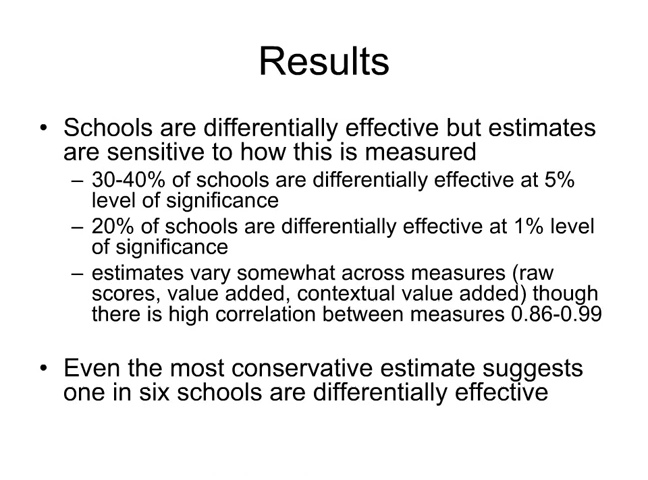 Results
• Schools are differentially effective but estimates
are sensitive to how this is measured
– 30-40% of schools are differentially effective at 5%
level of significance
– 20% of schools are differentially effective at 1% level
of significance
– estimates vary somewhat across measures (raw
scores, value added, contextual value added) though
there is high correlation between measures 0.86-0.99
• Even the most conservative estimate suggests
one in six schools are differentially effective